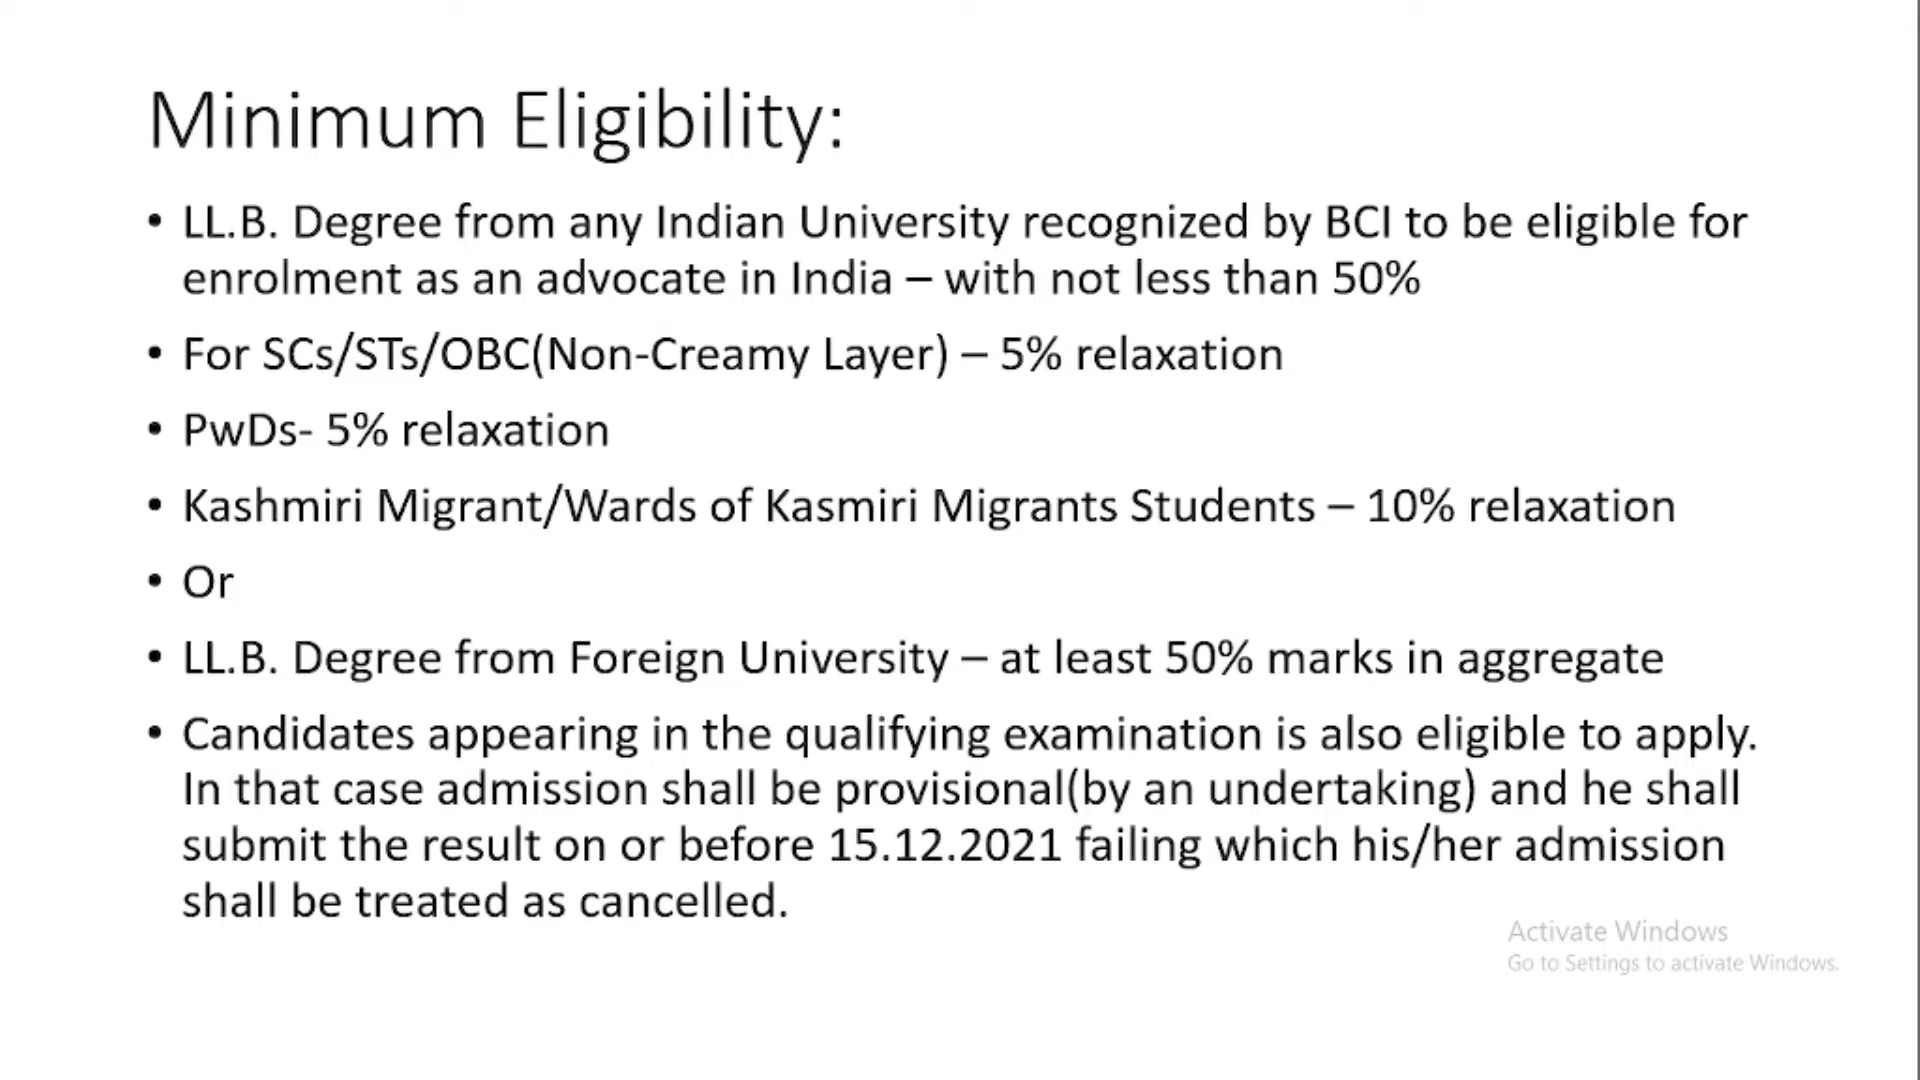 Minimum Eligibility:
• LL.B. Degree from any Indian University recognized by BCI to be eligible for
enrolment as an advocate in India – with not less than 50%
• For SCs/STs/OBC(Non-Creamy Layer) – 5% relaxation
• PwDs- 5% relaxation
• Kashmiri Migrant/Wards of Kasmiri Migrants Students – 10% relaxation
• Or
• LL.B. Degree from Foreign University – at least 50% marks in aggregate
• Candidates appearing in the qualifying examination is also eligible to apply.
In that case admission shall be provisional(by an undertaking) and he shall
submit the result on or before 15.12.2021 failing which his/her admission
shall be treated as cancelled.
Activate Windows
Go to Settings to activate Windows.